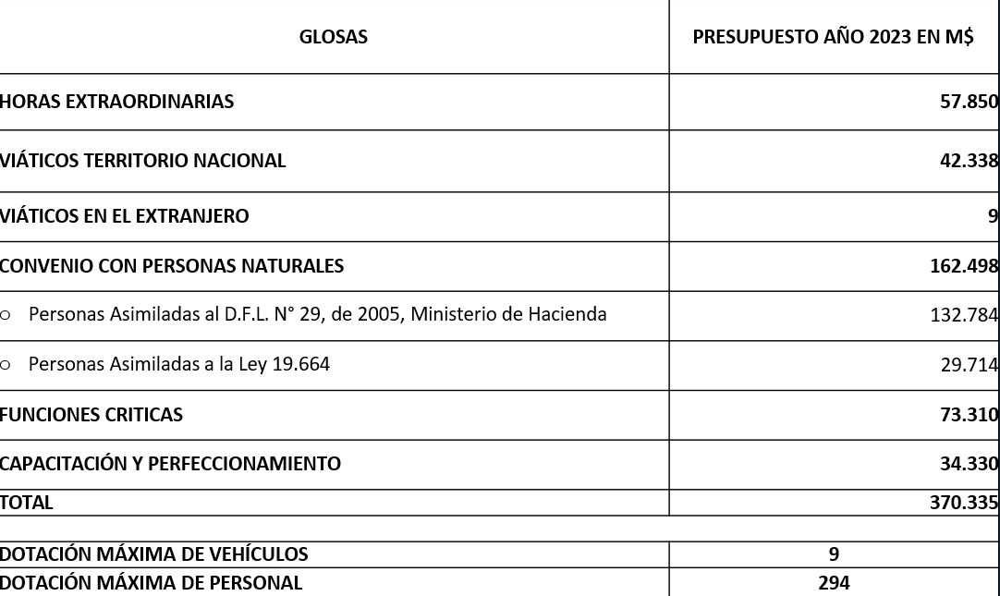 GLOSAS PRESUPUESTO AÑO 2023 EN M$
HORAS EXTRAORDINARIAS 57.850
VIÁTICOS TERRITORIO NACIONAL 42.338
VIÁTICOS EN EL EXTRANJERO 9
CONVENIO CON PERSONAS NATURALES 162.498
○ Personas Asimiladas al D.F.L. N° 29, de 2005, Ministerio de Hacienda 132.784
○ Personas Asimiladas a la Ley 19.664 29.714
FUNCIONES CRITICAS 73.310
CAPACITACIÓN Y PERFECCIONAMIENTO 34.330
TOTAL 370.335
DOTACIÓN MÁXIMA DE VEHÍCULOS 9
DOTACIÓN MÁXIMA DE PERSONAL 294